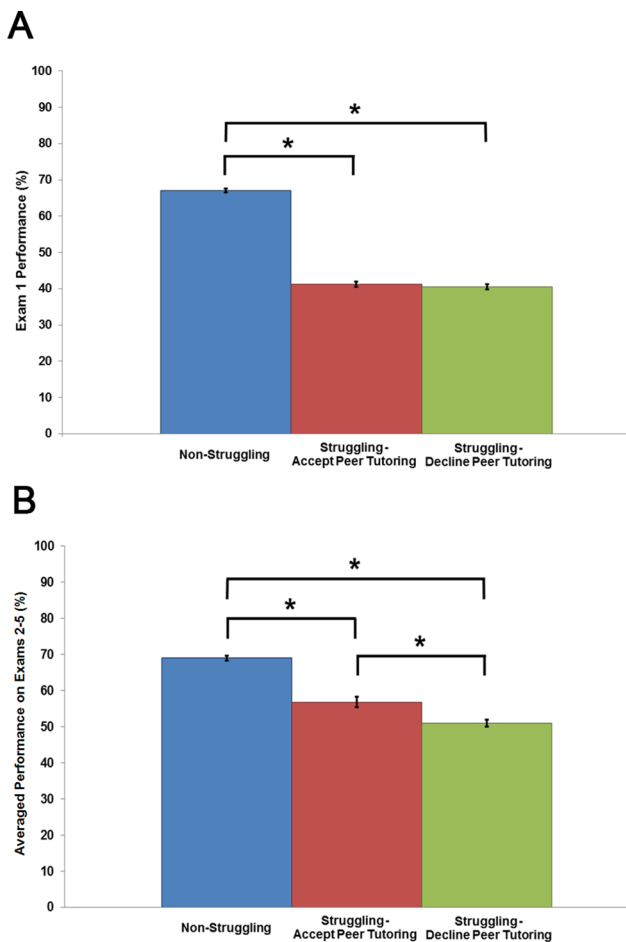 A
Exam 1 Performance (%)
100
90
80
70
60
50
40
30
20
10
0
*
*
Non-Struggling
Struggling-
Accept Peer Tutoring
Struggling-
Decline Peer Tutoring
B
Averaged Performance on Exams 2-5 (%)
100
90
80
70
60
50
40
30
20
10
0
*
*
*
Non-Struggling
Struggling-
Accept Peer Tutoring
Struggling-
Decline Peer Tutoring